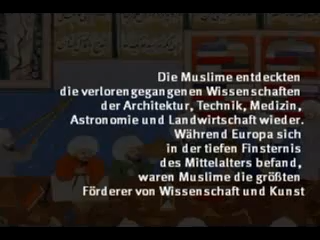 Die Muslime entdeckten
die verlorengegangenen Wissenschaften
der Architektur, Technik, Medizin,
Astronomie und Landwirtschaft wieder.
Während Europa sich
in der tiefen Finsternis
des Mittelalters befand,
waren Muslime die größten
Förderer von Wissenschaft und Kunst